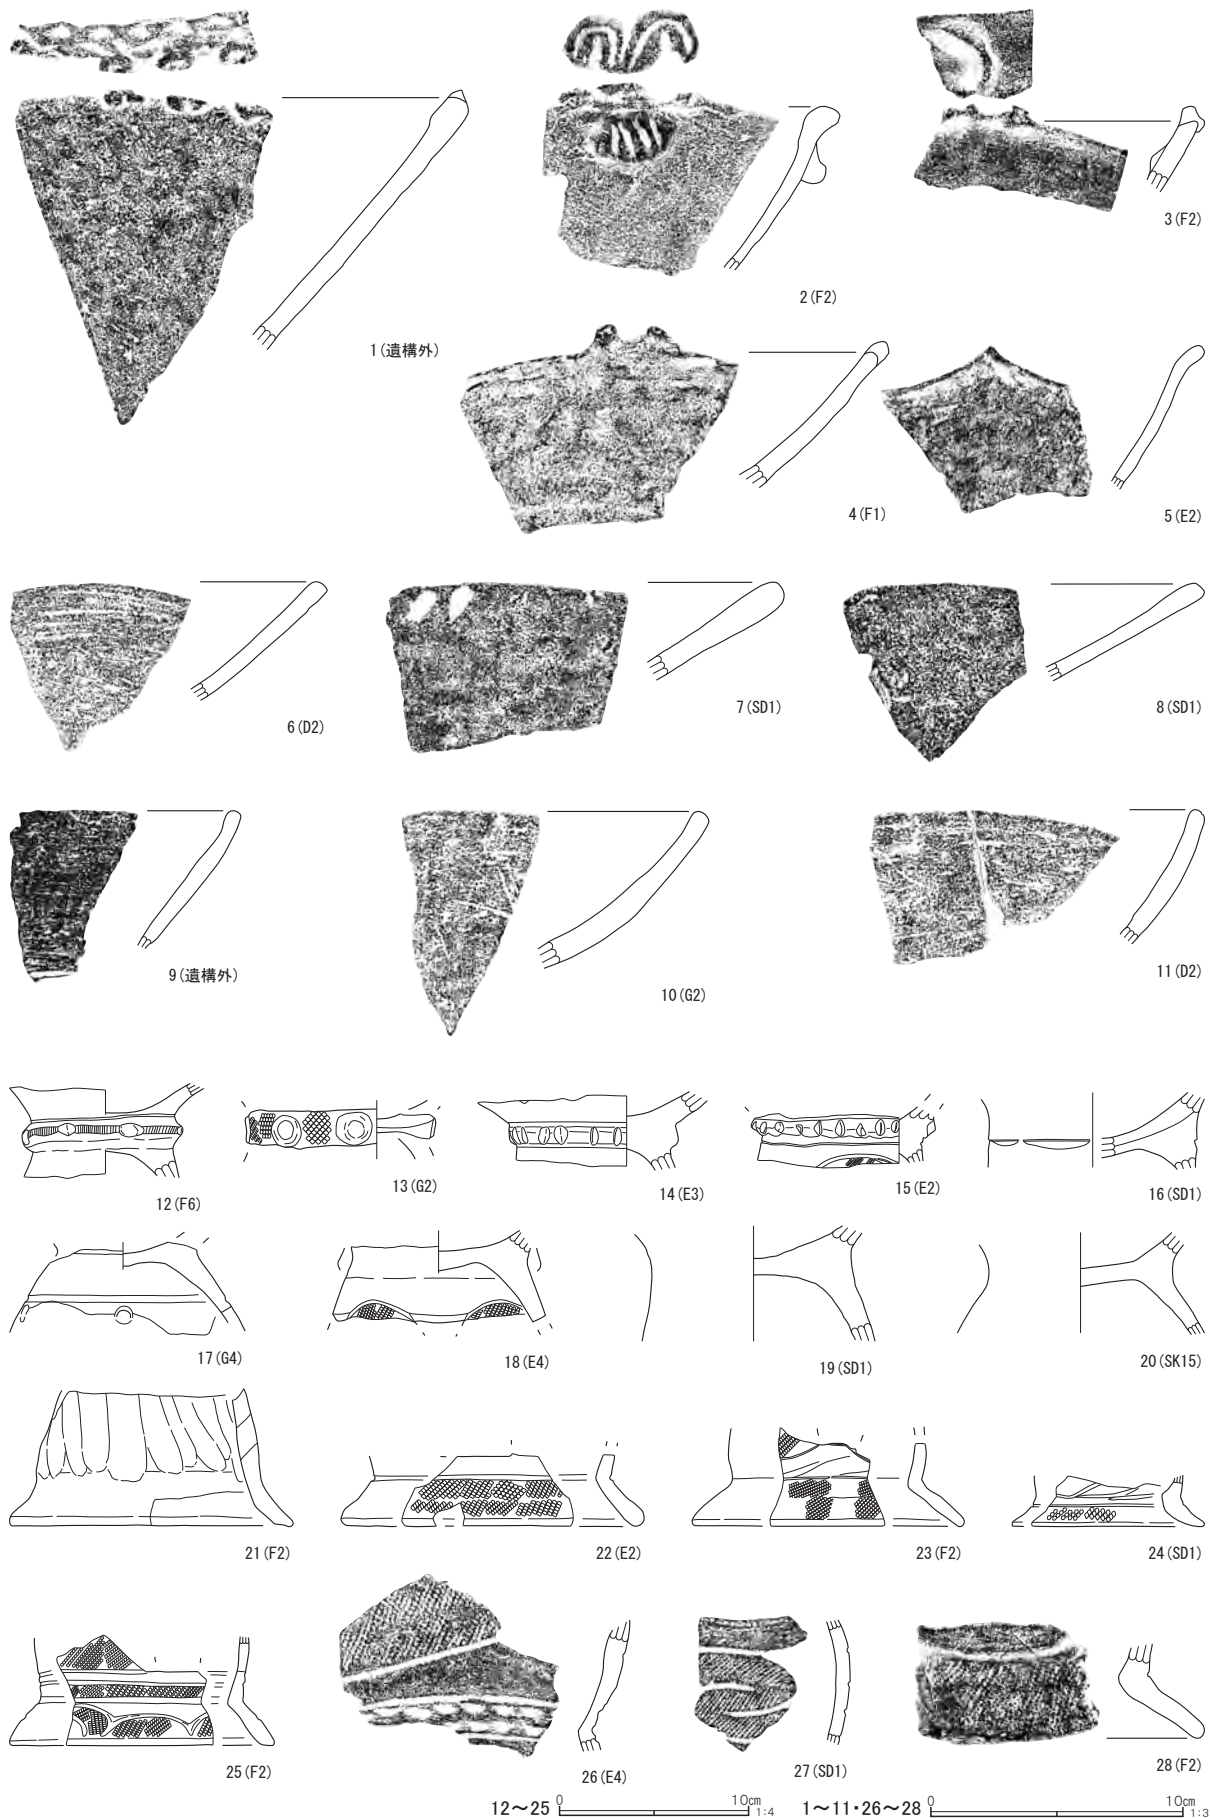 3(F2)
2(F2)
1(遺構外)
4(F1)
5(E2)
6(D2)
7(SD1)
8(SD1)
9(遺構外)
10(G2)
11(D2)
12(F6)
13(G2)
14(E3)
15(E2)
16(SD1)
17(G4)
18(E4)
19(SD1)
20(SK15)
21(F2)
22(E2)
23(F2)
24(SD1)
25(F2)
26(E4)
27(SD1)
28(F2)
12～25 0 10cm 1:4
1～11・26～28 0 10cm 1:3